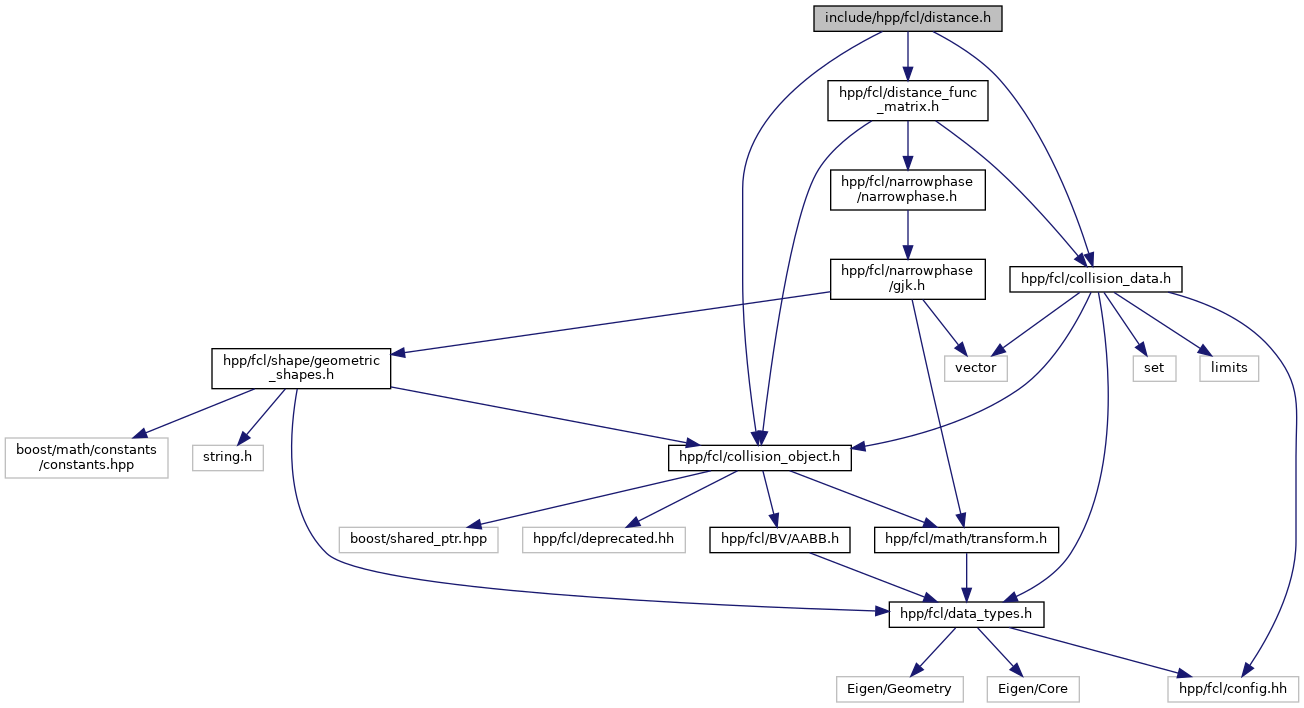 include/hpp/fcl/distance.h
hpp/fcl/distance_func
_matrix.h
hpp/fcl/narrowphase
/narrowphase.h
hpp/fcl/narrowphase
/gjk.h
hpp/fcl/collision_data.h
hpp/fcl/shape/geometric
_shapes.h
vector
set
limits
boost/math/constants
/constants.hpp
string.h
hpp/fcl/collision_object.h
boost/shared_ptr.hpp
hpp/fcl/deprecated.hh
hpp/fcl/BV/AABB.h
hpp/fcl/math/transform.h
hpp/fcl/data_types.h
Eigen/Geometry
Eigen/Core
hpp/fcl/config.hh